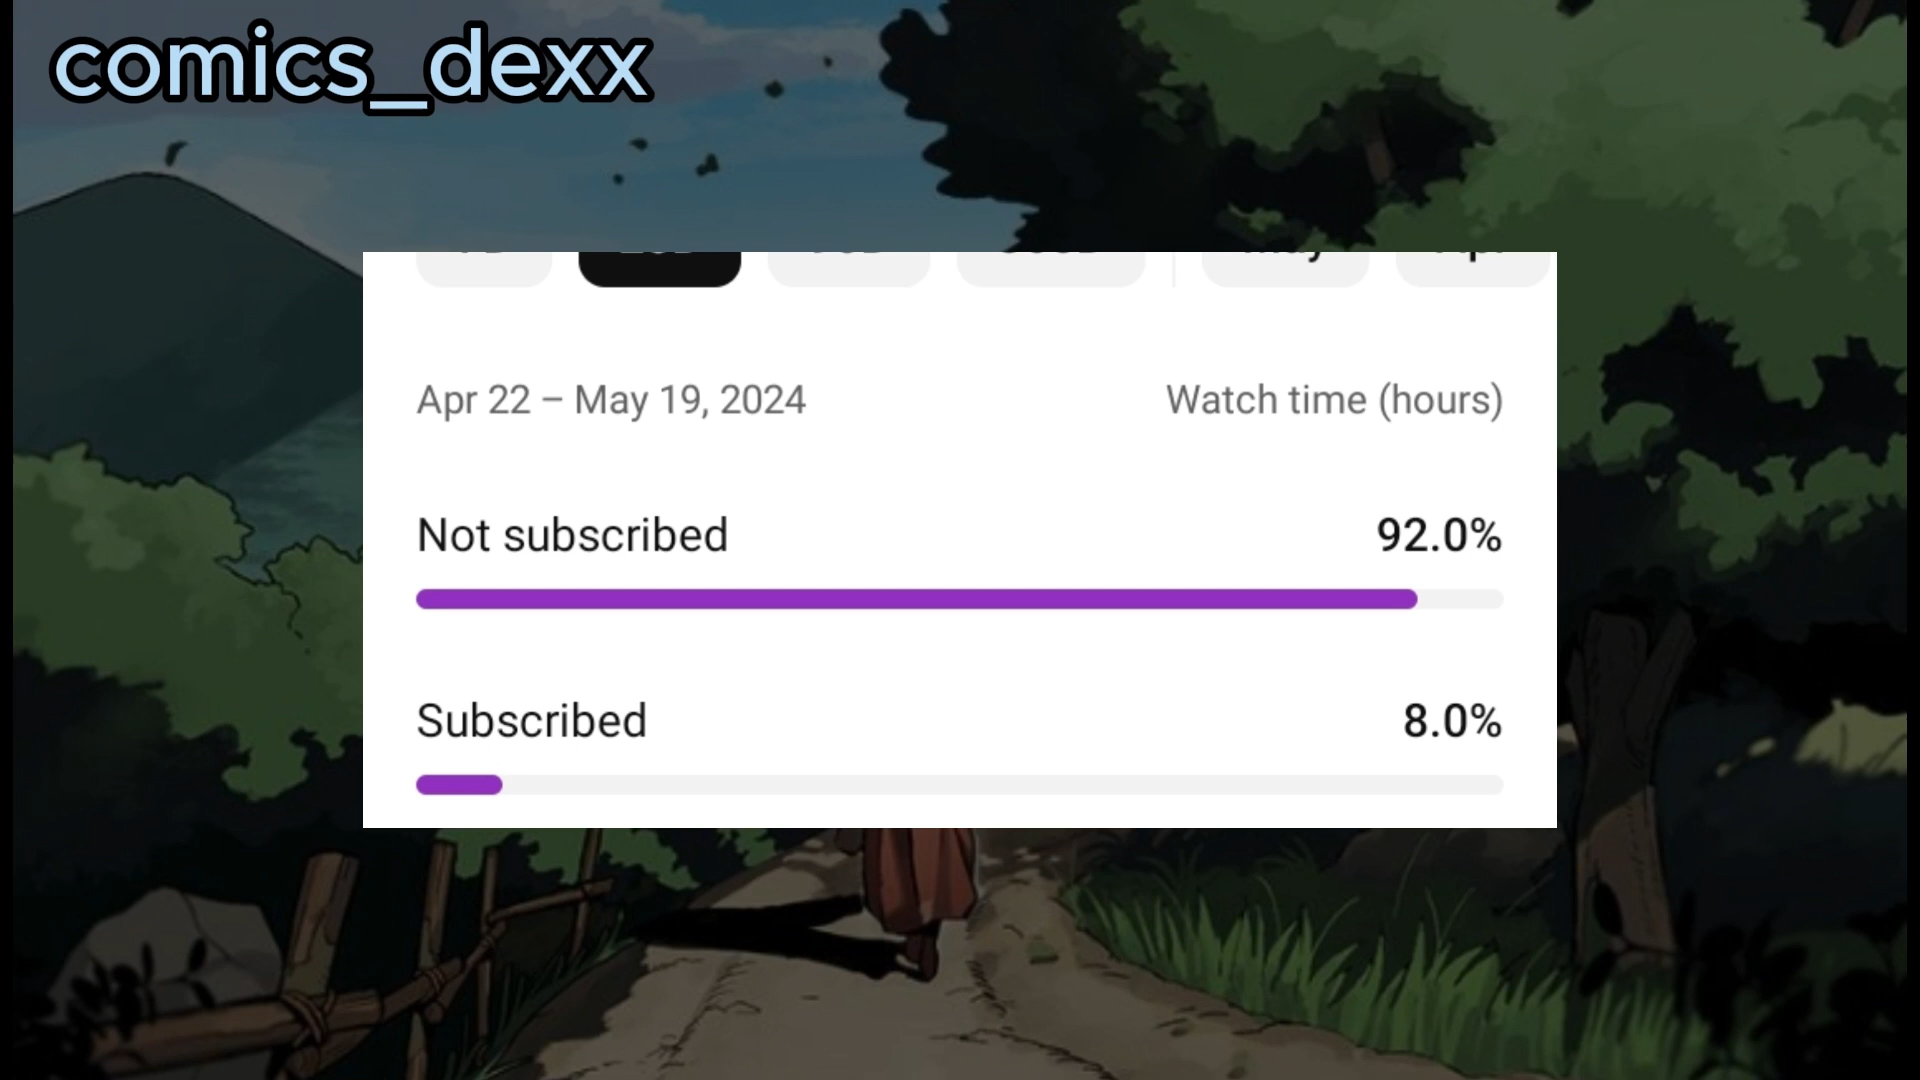 comics_dexx
Apr 22 – May 19, 2024
Watch time (hours)
Not subscribed
92.0%
Subscribed
8.0%